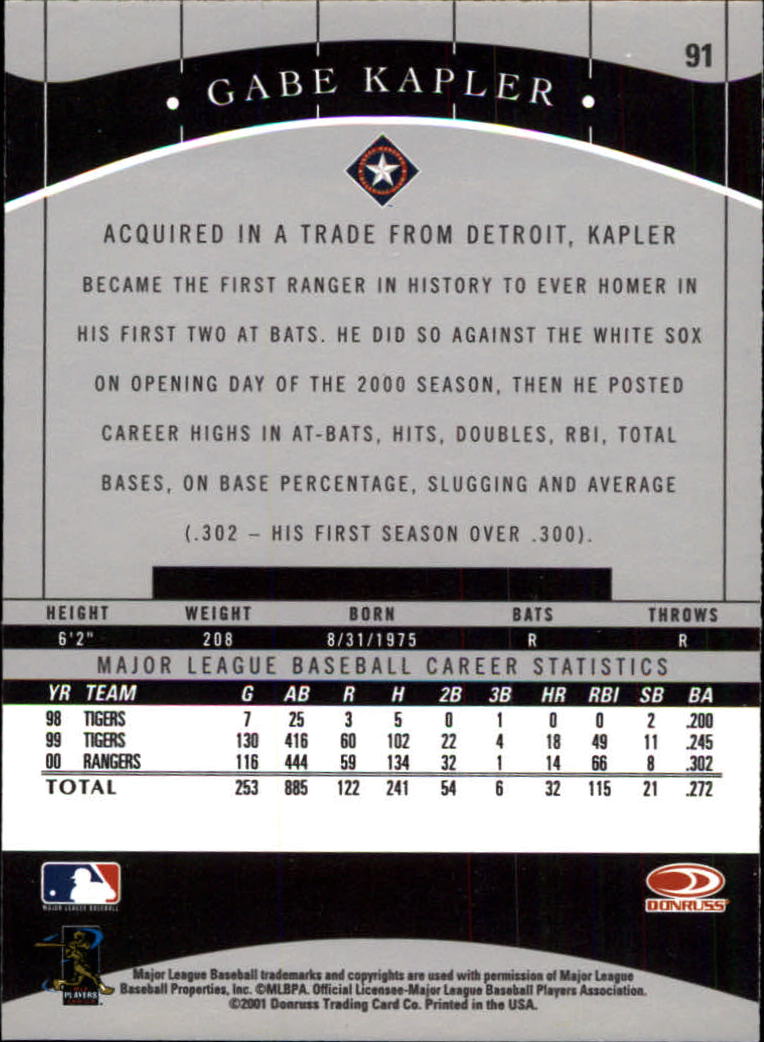 91
• GABE KAPLER •
ACQUIRED IN A TRADE FROM DETROIT, KAPLER
BECAME THE FIRST RANGER IN HISTORY TO EVER HOMER IN
HIS FIRST TWO AT BATS. HE DID SO AGAINST THE WHITE SOX
ON OPENING DAY OF THE 2000 SEASON, THEN HE POSTED
CAREER HIGHS IN AT-BATS, HITS, DOUBLES, RBI, TOTAL
BASES, ON BASE PERCENTAGE, SLUGGING AND AVERAGE
(.302 – HIS FIRST SEASON OVER .300).
HEIGHT WEIGHT BORN BATS THROWS
6'2" 208 8/31/1975 R R
MAJOR LEAGUE BASEBALL CAREER STATISTICS
YR TEAM G AB R H 2B 3B HR RBI SB BA
98 TIGERS 7 25 3 5 0 1 0 0 2 .200
99 TIGERS 130 416 60 102 22 4 18 49 11 .245
00 RANGERS 116 444 59 134 32 1 14 66 8 .302
TOTAL 253 885 122 241 54 6 32 115 21 .272
MAJOR LEAGUE BASEBALL
DONRUSS
PLAYERS
Major League Baseball trademarks and copyrights are used with permission of Major League
Baseball Properties, Inc. ©MLBPA. Official Licensee-Major League Baseball Players Association.
©2001 Donruss Trading Card Co. Printed in the USA.